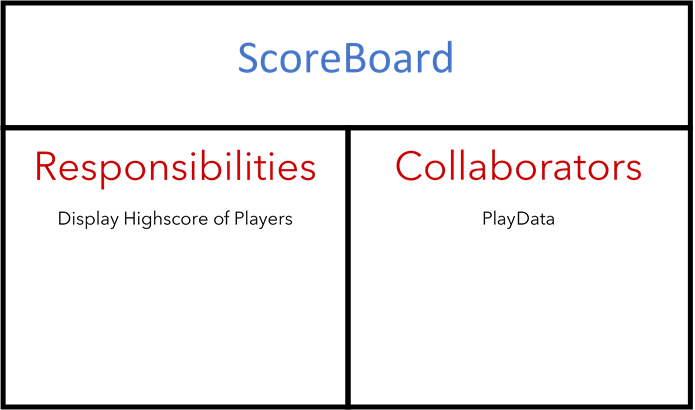 ScoreBoard
Responsibilities
Display Highscore of Players
Collaborators
PlayData